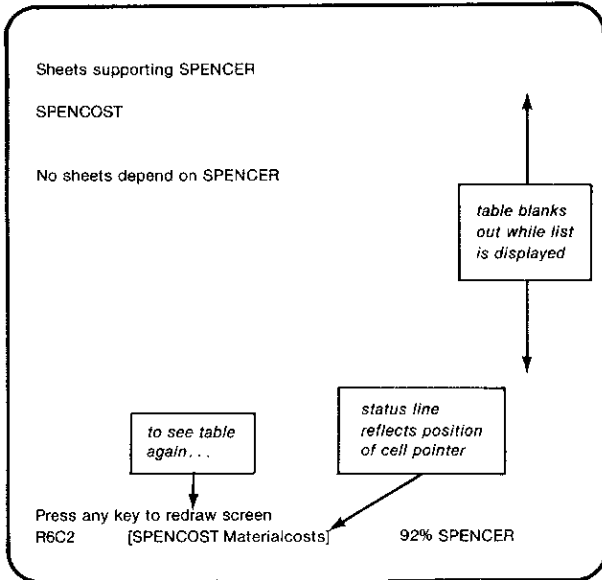 Sheets supporting SPENCER
SPENCOST
No sheets depend on SPENCER
table blanks
out while list
is displayed
to see table
again...
status line
reflects position
of cell pointer
Press any key to redraw screen
R6C2 [SPENCOST Materialcosts] 92% SPENCER